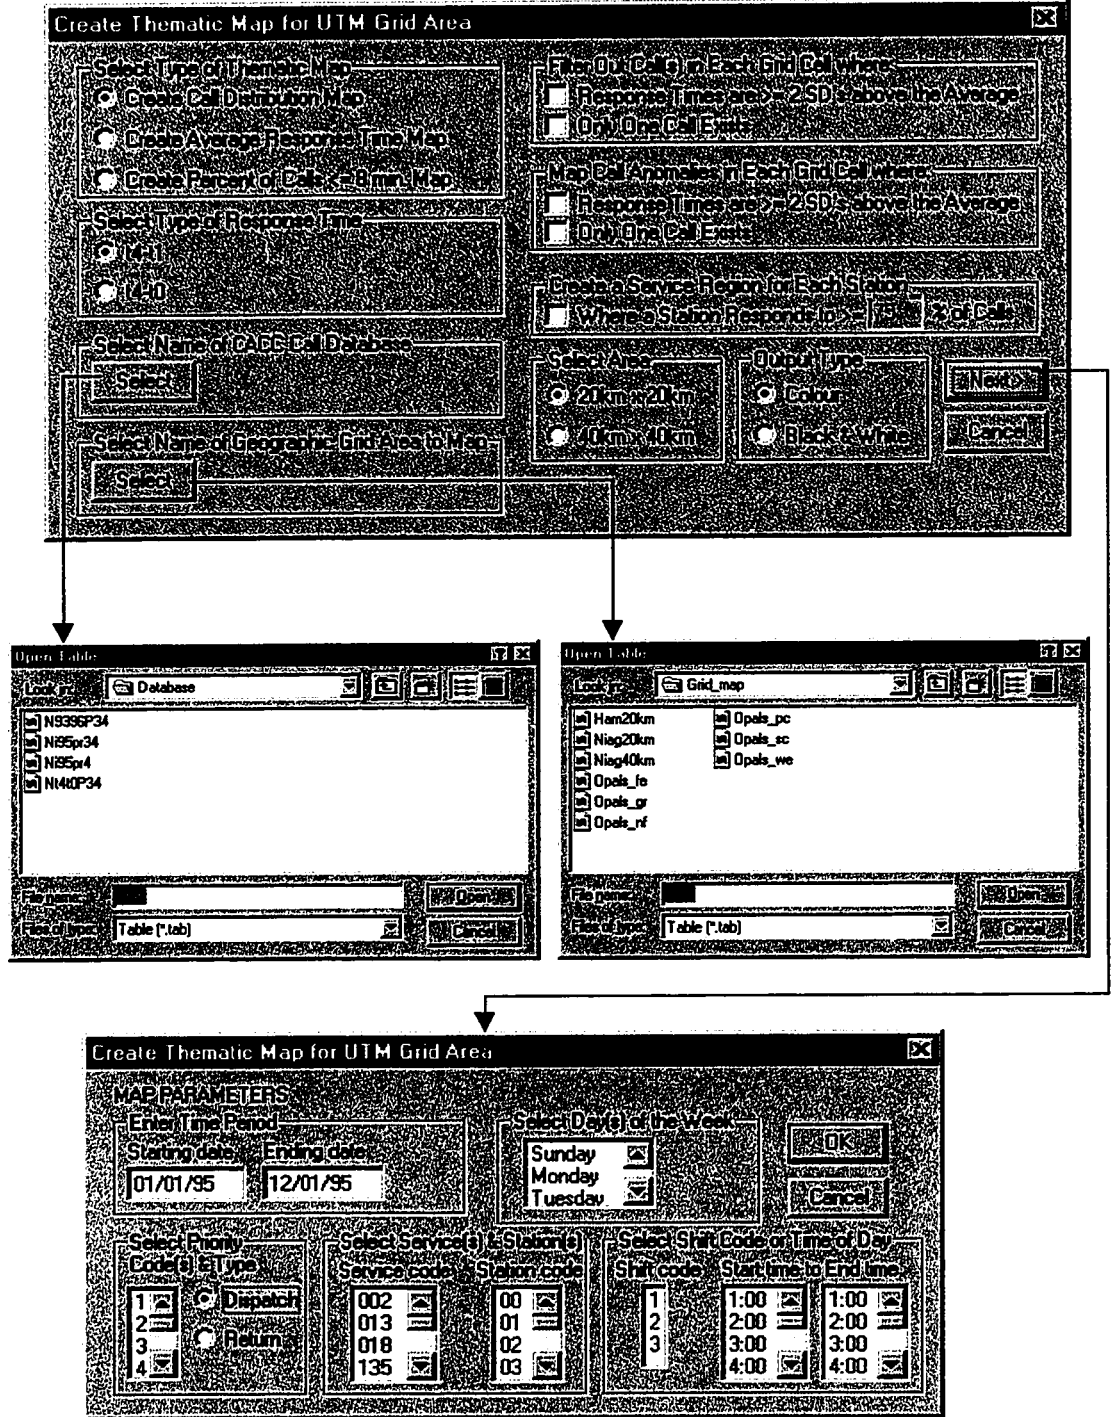 Create Thematic Map for UTM Grid Area
Select Type of Thematic Map
Create Call Distribution Map
Create Average Response Time Map
Create Percent of Calls <= 8 min. Map
Select Type of Response Time
t4-t1
t4-t0
Select Name of CACC Call Database
Select
Select Name of Geographic Grid Area to Map
Select
Filter Out Call(s) in Each Grid Cell where:
Response Times are >= 2 SD's above the Average
Only One Call Exists
Map Call Anomalies in Each Grid Cell where:
Response Times are >= 2 SD's above the Average
Only One Call Exists
Create a Service Region for Each Station
Where a Station Responds to >= % of Calls
Select Area
20km x 20km
40km x 40km
Output Type
Colour
Black & White
Next>
Cancel
Open Table
Look in:
Database
N9396P34
Ni95pr34
Ni95pr4
Nt4t0P34
File name:
Open
Files of type:
Table (*.tab)
Cancel
Open Table
Look in:
Grid_map
Ham20km
Niag20km
Niag40km
Opals_fe
Opals_gr
Opals_nf
Opals_pc
Opals_sc
Opals_we
File name:
Open
Files of type:
Table (*.tab)
Cancel
Create Thematic Map for UTM Grid Area
MAP PARAMETERS
Enter Time Period
Starting date
Ending date
01/01/95
12/01/95
Select Day(s) of the Week
Sunday
Monday
Tuesday
OK
Cancel
Select Priority
Code(s) & Type
1
2
3
4
Dispatch
Return
Select Service(s) & Station(s)
Service code
Station code
002
013
018
135
00
01
02
03
Select Shift Code or Time of Day
Shift code
Start time to End time
1
2
3
1:00
2:00
3:00
4:00
1:00
2:00
3:00
4:00